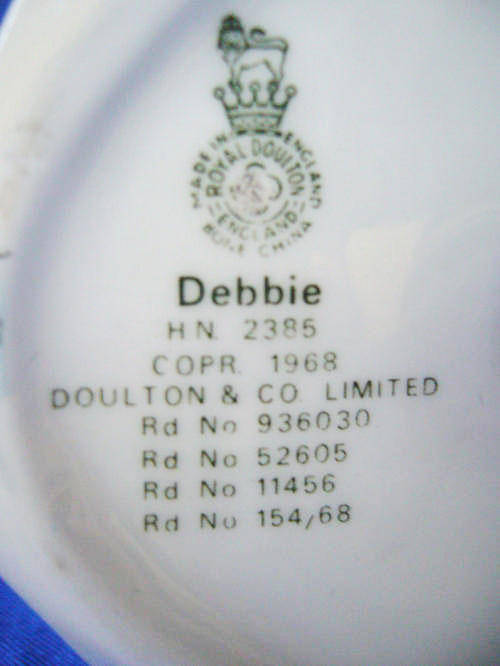 MADE IN ENGLAND
ROYAL DOULTON
ENGLAND
BONE CHINA
Debbie
H N. 2385
COPR. 1968
DOULTON & CO. LIMITED
Rd No 936030
Rd No 52605
Rd No 11456
Rd No 154/68